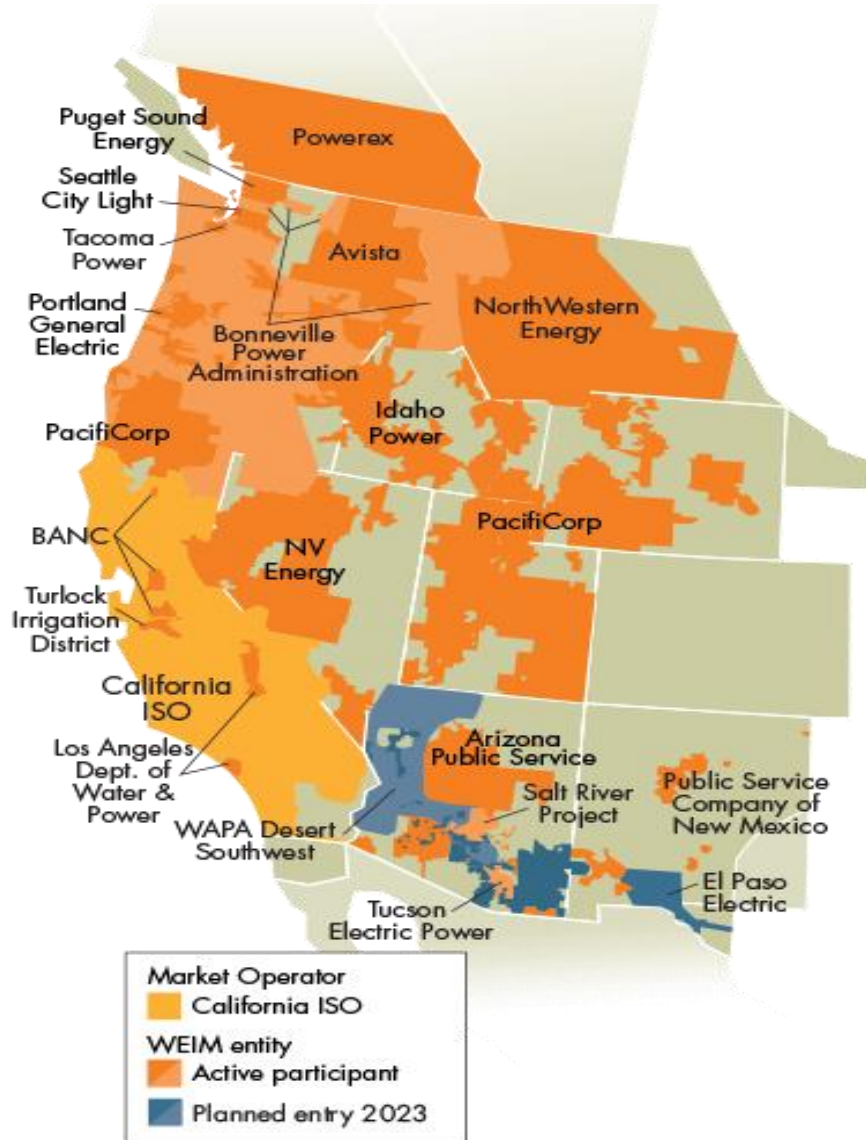 Puget Sound
Energy
Powerex
Seattle
City Light
Tacoma
Power
Avista
Portland
General
Electric
Bonneville
Power
Administration
NorthWestern
Energy
PacifiCorp
Idaho
Power
BANC
NV
Energy
PacifiCorp
Turlock
Irrigation
District
California
ISO
Los Angeles
Dept. of
Water &
Power
Arizona
Public Service
Salt River
Project
Public Service
Company of
New Mexico
WAPA Desert
Southwest
Tucson
Electric Power
El Paso
Electric
Market Operator
California ISO
WEIM entity
Active participant
Planned entry 2023